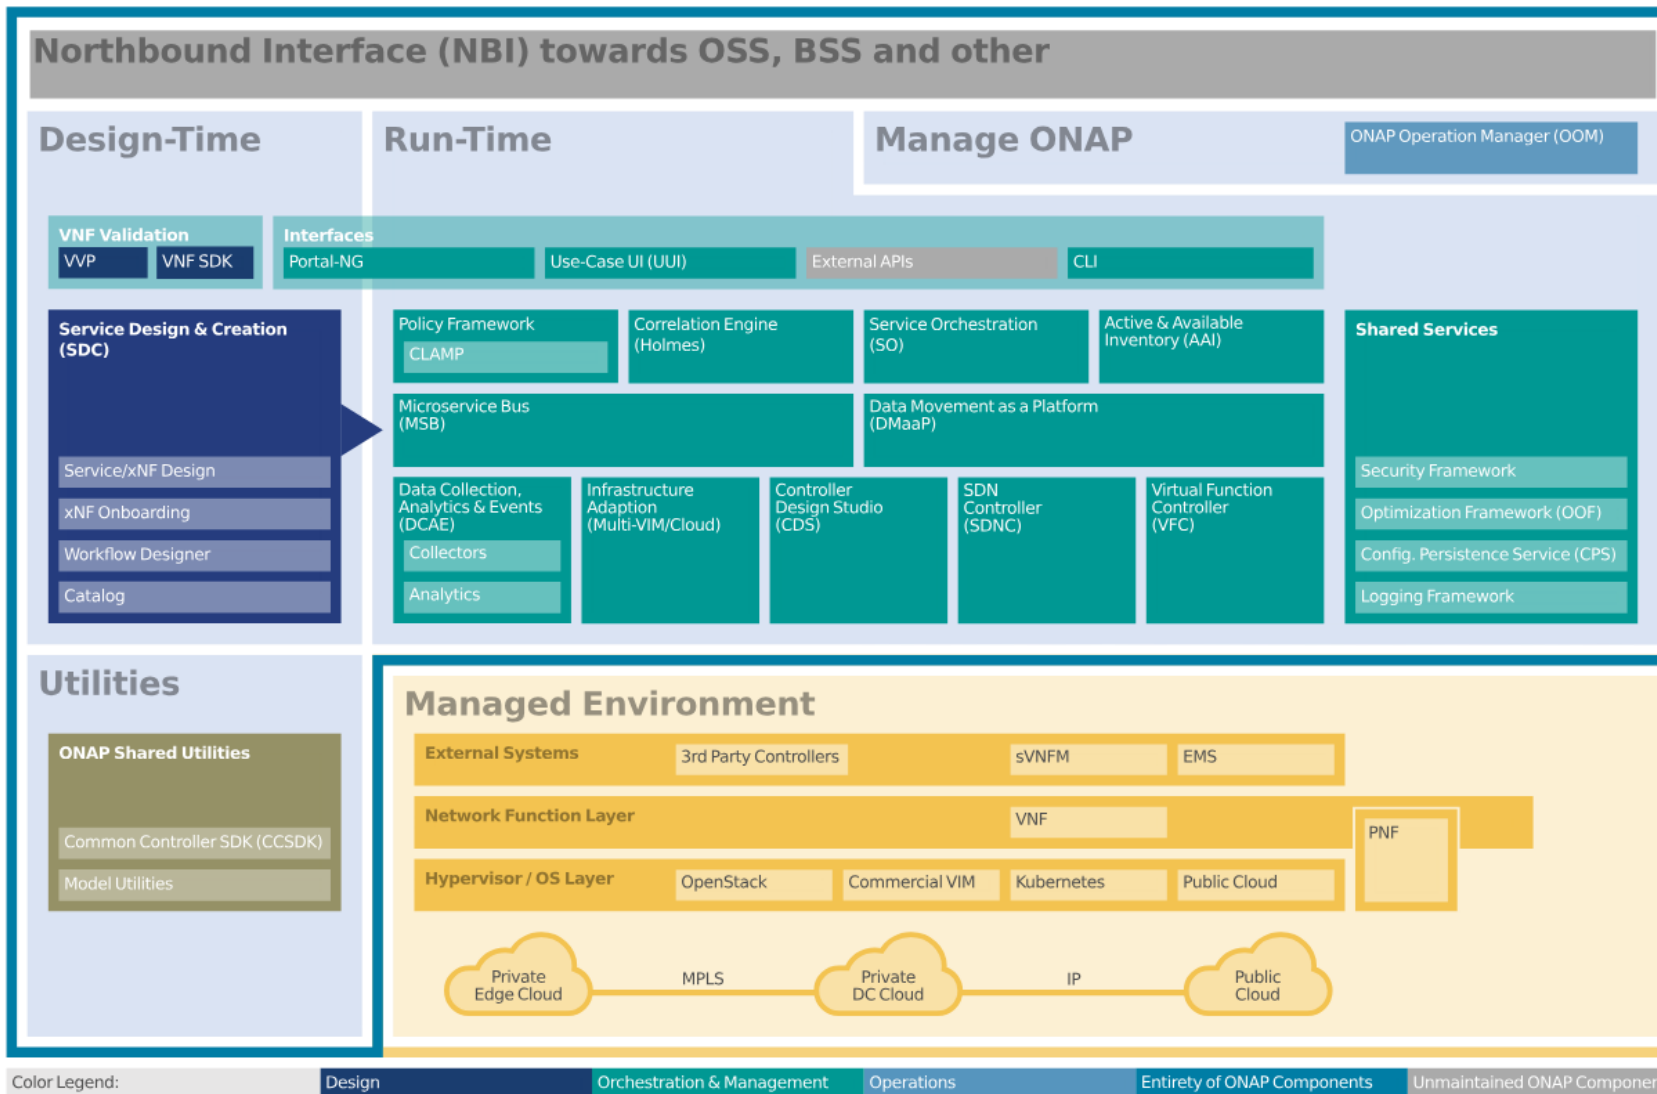 Northbound Interface (NBI) towards OSS, BSS and other
Design-Time
Run-Time
Manage ONAP
ONAP Operation Manager (OOM)
VNF Validation
VVP
VNF SDK
Interfaces
Portal-NG
Use-Case UI (UUI)
External APIs
CLI
Service Design & Creation
(SDC)
Service/xNF Design
xNF Onboarding
Workflow Designer
Catalog
Policy Framework
CLAMP
Correlation Engine
(Holmes)
Service Orchestration
(SO)
Active & Available
Inventory (AAI)
Microservice Bus
(MSB)
Data Movement as a Platform
(DMaaP)
Data Collection,
Analytics & Events
(DCAE)
Collectors
Analytics
Infrastructure
Adaption
(Multi-VIM/Cloud)
Controller
Design Studio
(CDS)
SDN
Controller
(SDNC)
Virtual Function
Controller
(VFC)
Shared Services
Security Framework
Optimization Framework (OOF)
Config. Persistence Service (CPS)
Logging Framework
Utilities
ONAP Shared Utilities
Common Controller SDK (CCSDK)
Model Utilities
Managed Environment
External Systems
3rd Party Controllers
sVNFM
EMS
Network Function Layer
VNF
PNF
Hypervisor / OS Layer
OpenStack
Commercial VIM
Kubernetes
Public Cloud
Private
Edge Cloud
MPLS
Private
DC Cloud
IP
Public
Cloud
Color Legend:
Design
Orchestration & Management
Operations
Entirety of ONAP Components
Unmaintained ONAP